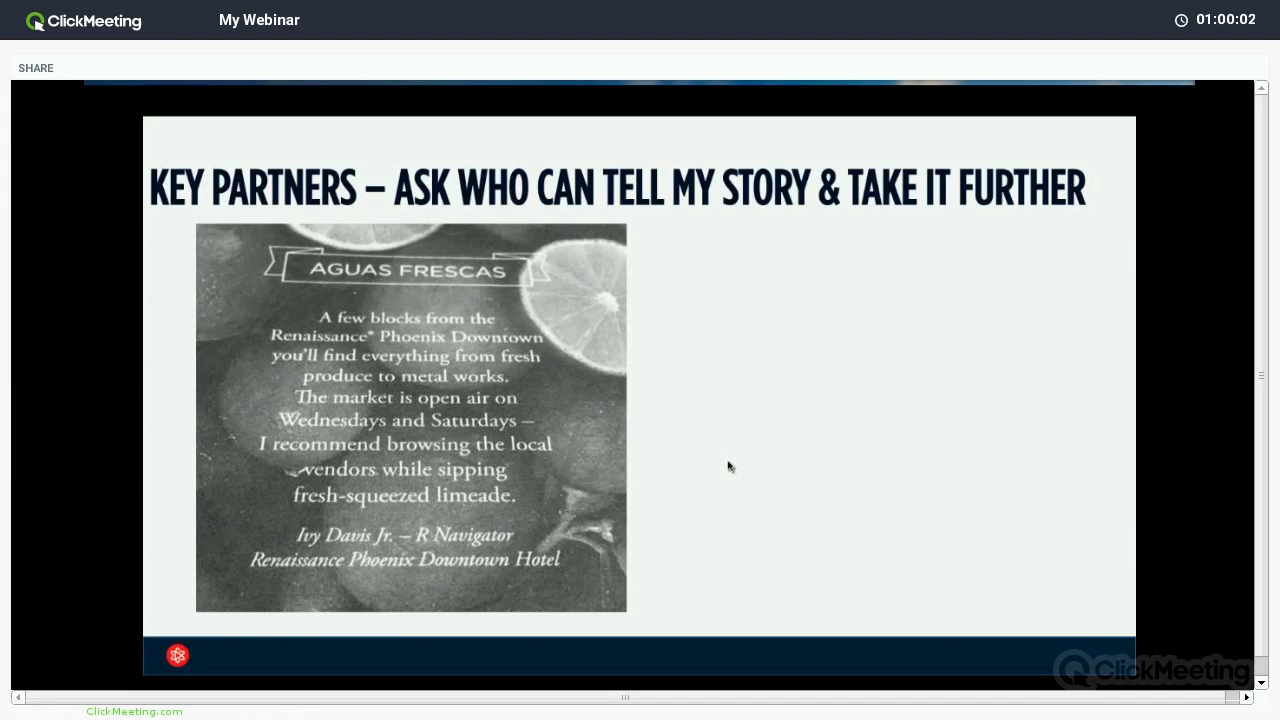 ClickMeeting
My Webinar
01:00:02
SHARE
KEY PARTNERS – ASK WHO CAN TELL MY STORY & TAKE IT FURTHER
AGUAS FRESCAS
A few blocks from the
Renaissance® Phoenix Downtown
you'll find everything from fresh
produce to metal works.
The market is open air on
Wednesdays and Saturdays –
I recommend browsing the local
vendors while sipping
fresh-squeezed limeade.
Ivy Davis Jr. – R Navigator
Renaissance Phoenix Downtown Hotel
ClickMeeting
ClickMeeting.com